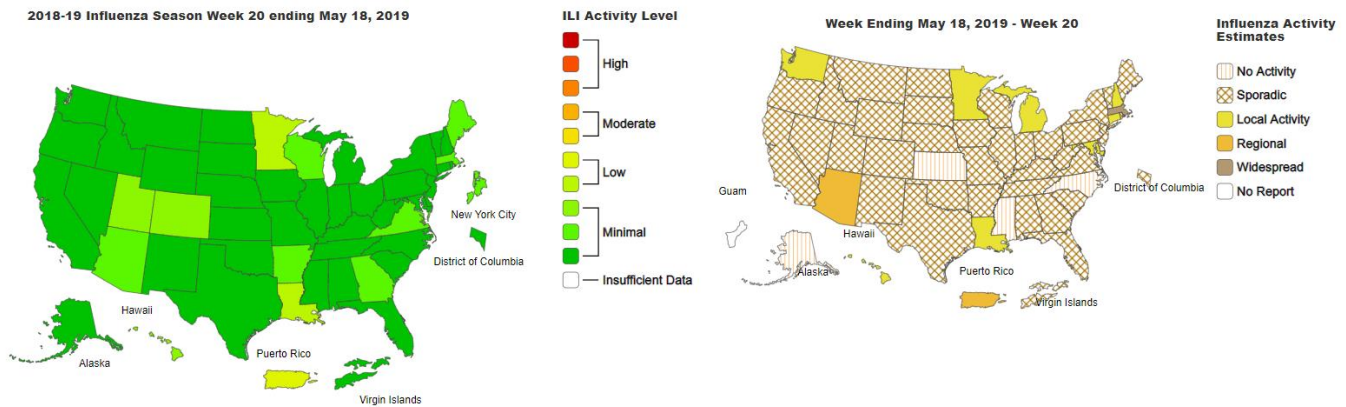 2018-19 Influenza Season Week 20 ending May 18, 2019
New York City
District of Columbia
Hawaii
Alaska
Puerto Rico
Virgin Islands
ILI Activity Level
High
Moderate
Low
Minimal
Insufficient Data
Week Ending May 18, 2019 - Week 20
District of Columbia
Guam
Hawaii
Alaska
Puerto Rico
Virgin Islands
Influenza Activity
Estimates
No Activity
Sporadic
Local Activity
Regional
Widespread
No Report